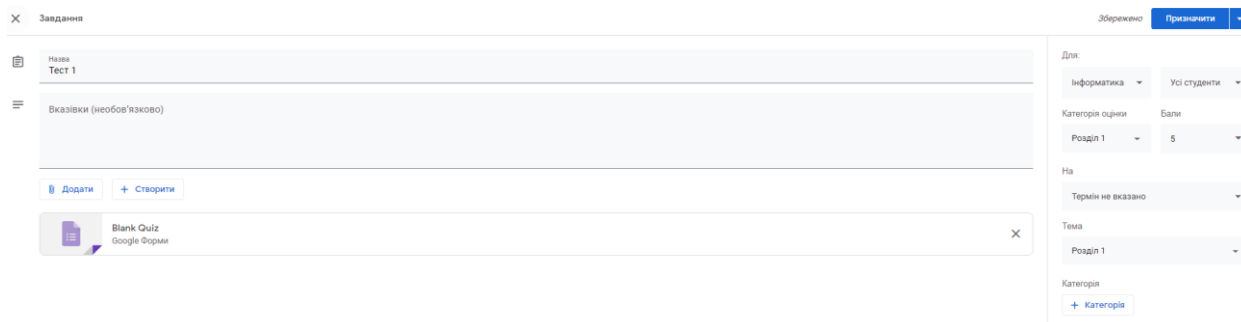 Завдання
Збережено
Призначити
Назва
Тест 1
Вказівки (необов'язково)
Додати
Створити
Blank Quiz
Google Форми
Для:
Інформатика
Усі студенти
Категорія оцінки
Бали
Розділ 1
5
На
Термін не вказано
Тема
Розділ 1
Категорія
+ Категорія